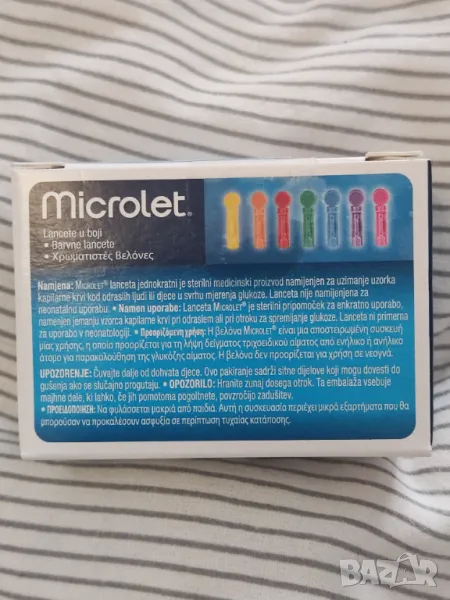 Microlet®
Lancete u boji
• Barvne lancete
• Χρωματιστές Βελόνες
Namjena: MICROLET® lanceta jednokratni je sterilni medicinski proizvod namijenjen za uzimanje uzorka
kapilarne krvi kod odraslih ljudi ili djece u svrhu mjerenja glukoze. Lanceta nije namijenjena za
neonatalnu uporabu. • Namen uporabe: Lanceta MICROLET® je sterilni pripomoček za enkratno uporabo,
namenjen jemanju vzorca kapilarne krvi pri odraslem ali pri otroku za spremljanje glukoze. Lanceta ni primerna
za uporabo v neonatologiji. • Προοριζόμενη χρήση: Η βελόνα MICROLET® είναι μια αποστειρωμένη συσκευή
μίας χρήσης, η οποία προορίζεται για τη λήψη δείγματος τριχοειδικού αίματος από ενήλικο ή ανήλικο
άτομο για παρακολούθηση της γλυκόζης αίματος. Η βελόνα δεν προορίζεται για χρήση σε νεογνά.
UPOZORENJE: Čuvajte dalje od dohvata djece. Ovo pakiranje sadrži sitne dijelove koji mogu dovesti do
gušenja ako se slučajno progutaju. • OPOZORILO: Hranite zunaj dosega otrok. Ta embalaža vsebuje
majhne dele, ki lahko, če jih pomotoma pogoltnete, povzročijo zadušitev.
• ΠΡΟΕΙΔΟΠΟΙΗΣΗ: Να φυλάσσεται μακριά από παιδιά. Αυτή η συσκευασία περιέχει μικρά εξαρτήματα που θα
μπορούσαν να προκαλέσουν ασφυξία σε περίπτωση τυχαίας κατάποσης.
BAZAR